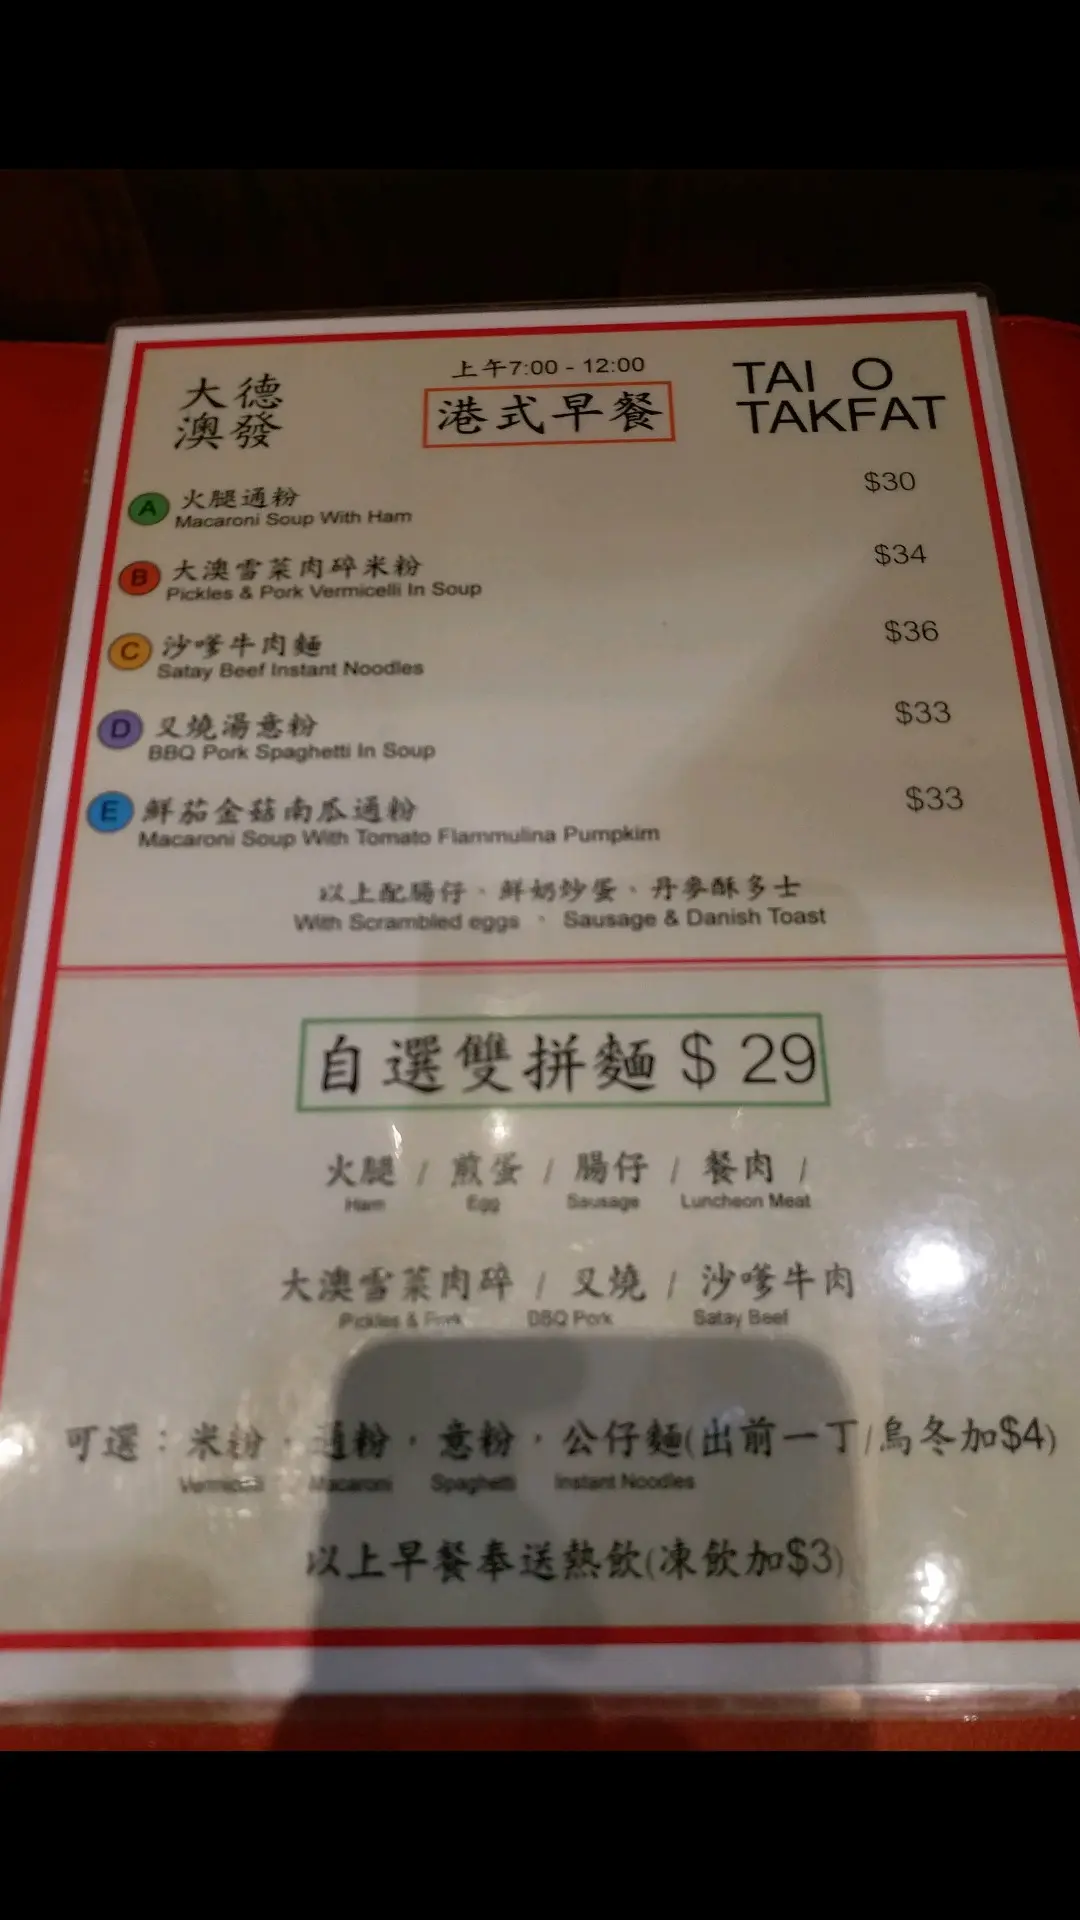 大德
澳發
上午7:00 - 12:00
港式早餐
TAI O
TAKFAT
A 火腿通粉 $30
Macaroni Soup With Ham
B 大澳雪菜肉碎米粉 $34
Pickles & Pork Vermicelli In Soup
C 沙嗲牛肉麵 $36
Satay Beef Instant Noodles
D 叉燒湯意粉 $33
BBQ Pork Spaghetti In Soup
E 鮮茄金菇南瓜通粉 $33
Macaroni Soup With Tomato Flammulina Pumpkim
以上配腸仔、鮮奶炒蛋、丹麥酥多士
With Scrambled eggs 、 Sausage & Danish Toast
自選雙拼麵 $ 29
火腿 / 煎蛋 / 腸仔 / 餐肉 /
Ham Egg Sausage Luncheon Meat
大澳雪菜肉碎 / 叉燒 / 沙嗲牛肉
Pickles & Pork BBQ Pork Satay Beef
可選：米粉，通粉，意粉，公仔麵(出前一丁/烏冬加$4)
Vermicelli Macaroni Spaghetti Instant Noodles
以上早餐奉送熱飲(凍飲加$3)